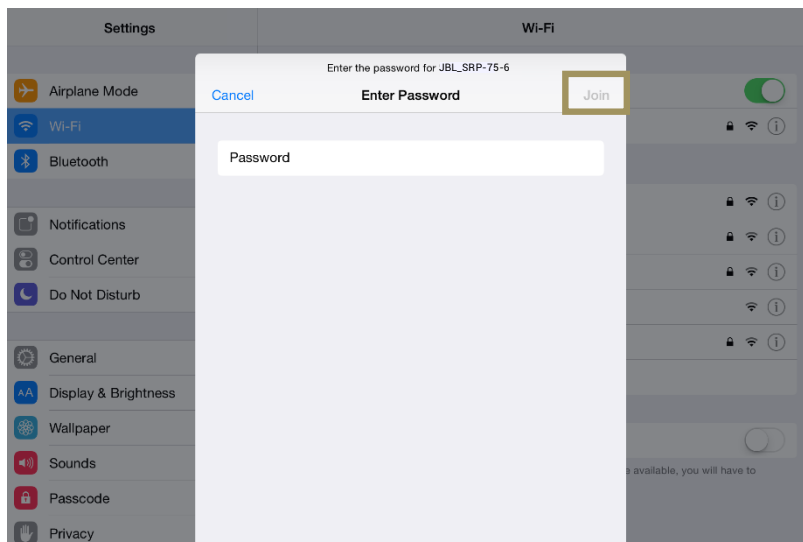 Settings
Wi-Fi
Enter the password for JBL_SRP-75-6
Cancel
Enter Password
Join
Password
Airplane Mode
Wi-Fi
Bluetooth
Notifications
Control Center
Do Not Disturb
General
AA Display & Brightness
Wallpaper
Sounds
Passcode
Privacy
available, you will have to